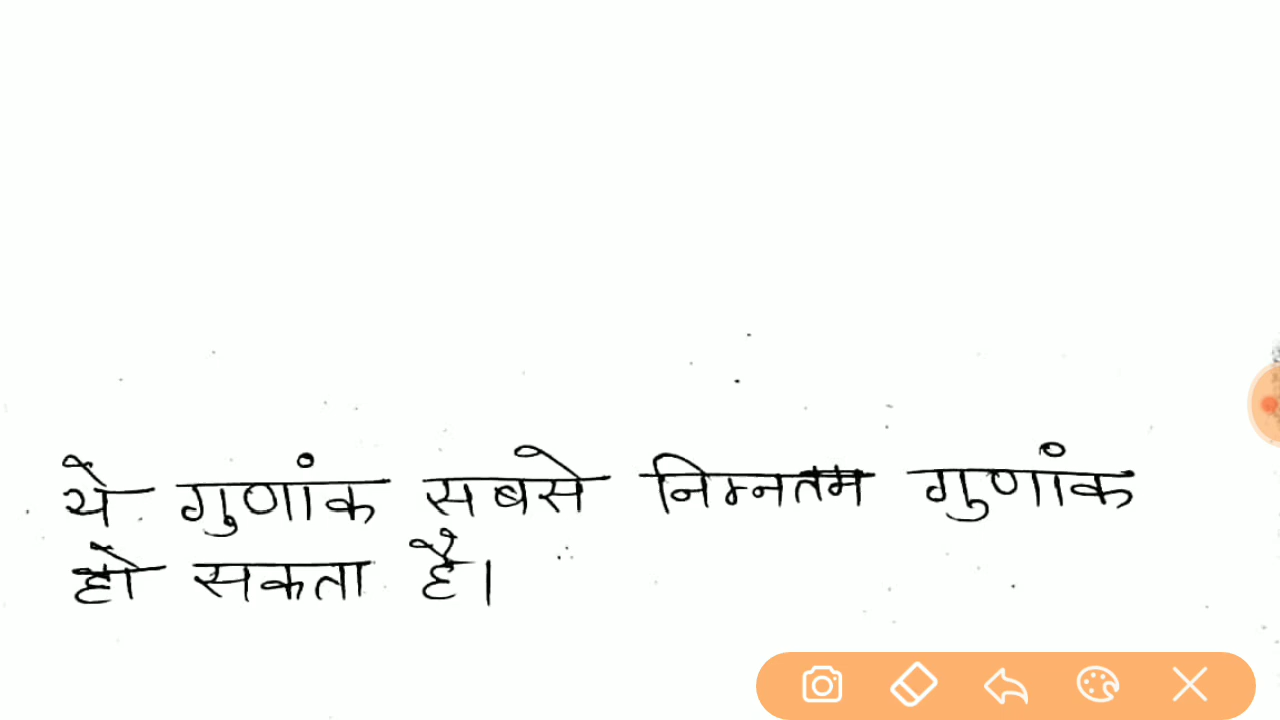 ये गुणांक सबसे निम्नतम गुणांक
हो सकता है।